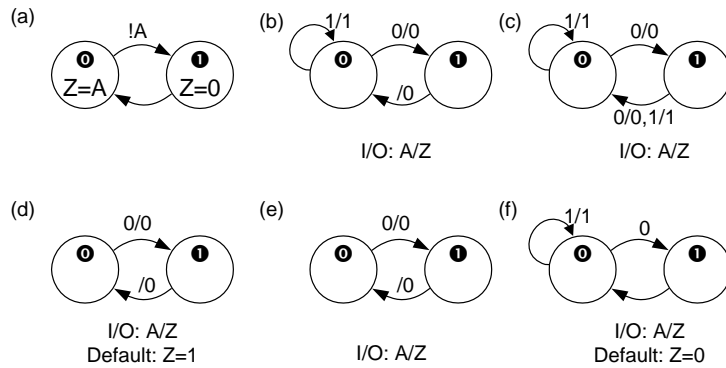 (a)
!A
0
1
Z=A
Z=0
(b)
1/1
0/0
0
1
/0
I/O: A/Z
(c)
1/1
0/0
0
1
0/0,1/1
I/O: A/Z
(d)
0/0
0
1
/0
I/O: A/Z
Default: Z=1
(e)
0/0
0
1
/0
I/O: A/Z
(f)
1/1
0
0
1
I/O: A/Z
Default: Z=0